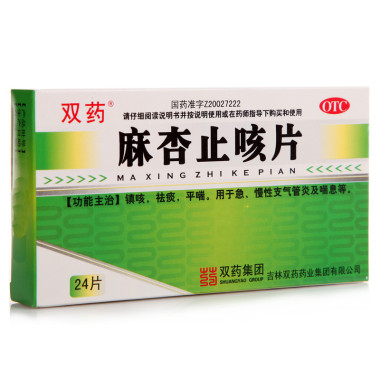 双药®
国药准字Z20027222
请仔细阅读说明书并按说明使用或在药师指导下购买和使用
OTC
麻杏止咳片
MA XING ZHI KE PIAN
【功能主治】镇咳、祛痰、平喘。用于急、慢性支气管炎及喘息等。
24片
双药集团
SHUANGYAO GROUP
吉林双药药业集团有限公司